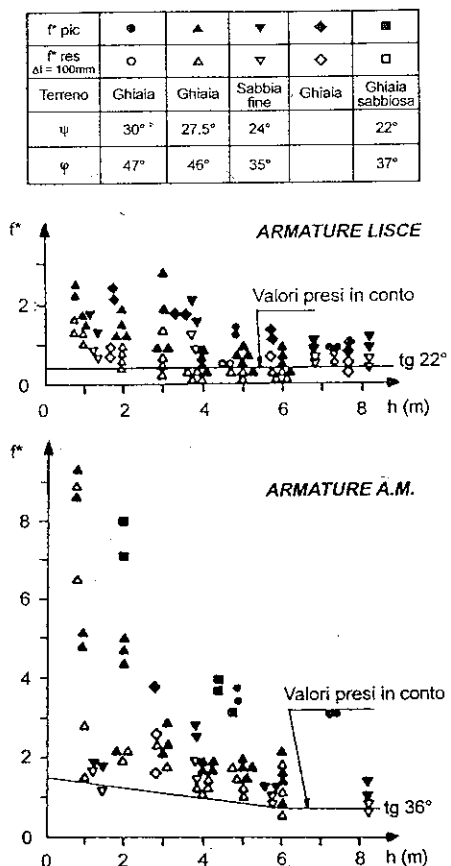 f* pic
f* res
Δl = 100mm
Terreno Ghiaia Ghiaia Sabbia fine Ghiaia Ghiaia sabbiosa
ψ 30° 27.5° 24° 22°
φ 47° 46° 35° 37°
f*
ARMATURE LISCE
Valori presi in conto
2
tg 22°
0
0 2 4 6 8 h (m)
f*
ARMATURE A.M.
8
6
4
Valori presi in conto
2
tg 36°
0
0 2 4 6 8 h (m)